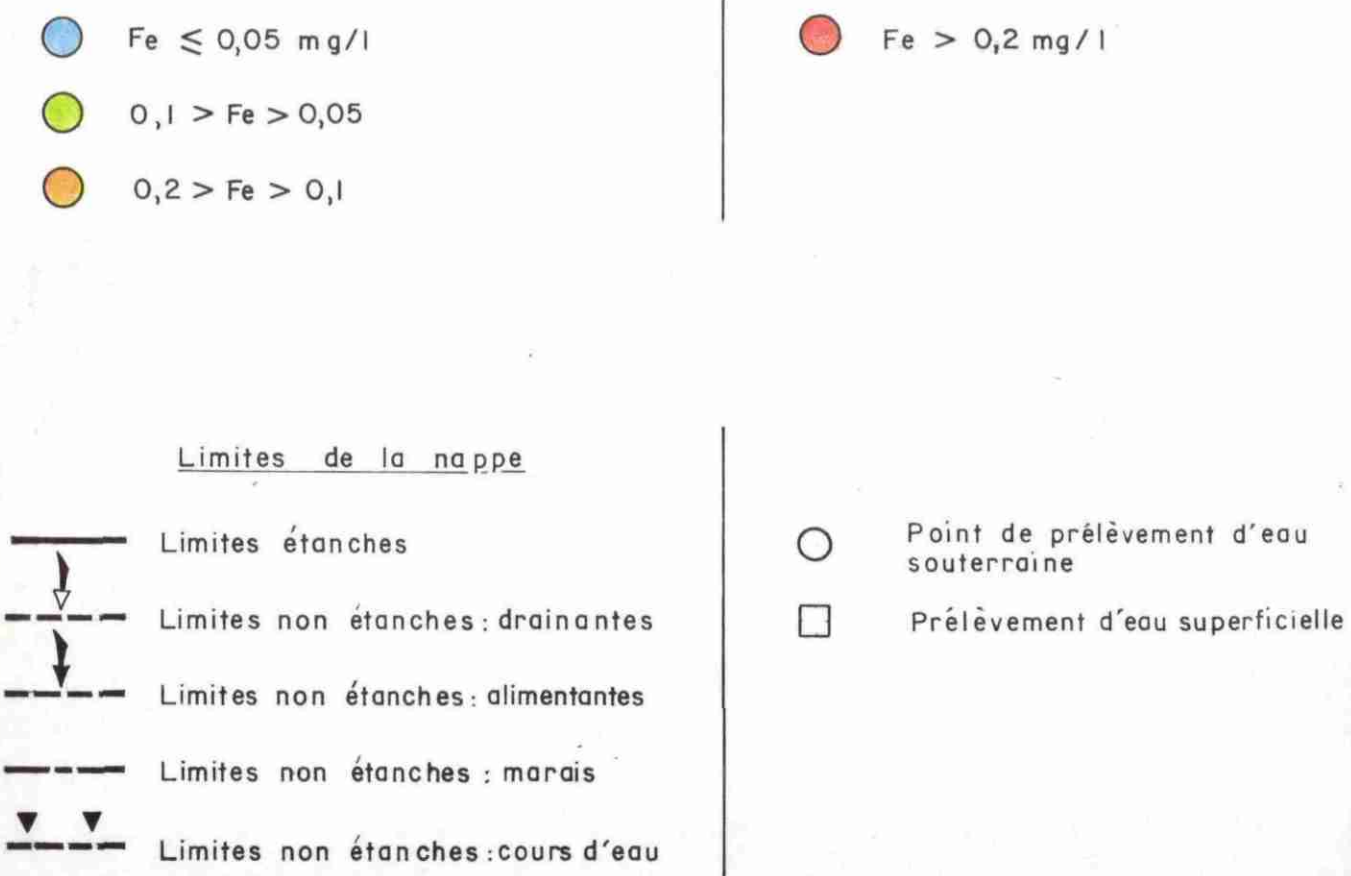 Fe ≤ 0,05 mg/l
0,1 > Fe > 0,05
0,2 > Fe > 0,1
Fe > 0,2 mg/l
Limites de la nappe
Limites étanches
Limites non étanches : drainantes
Limites non étanches : alimentantes
Limites non étanches : marais
Limites non étanches : cours d'eau
Point de prélèvement d'eau
souterraine
Prélèvement d'eau superficielle